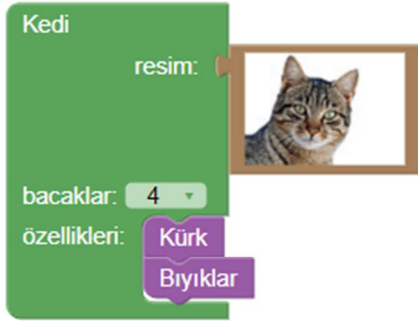 Kedi
resim:
bacaklar: 4
özellikleri: Kürk
Bıyıklar